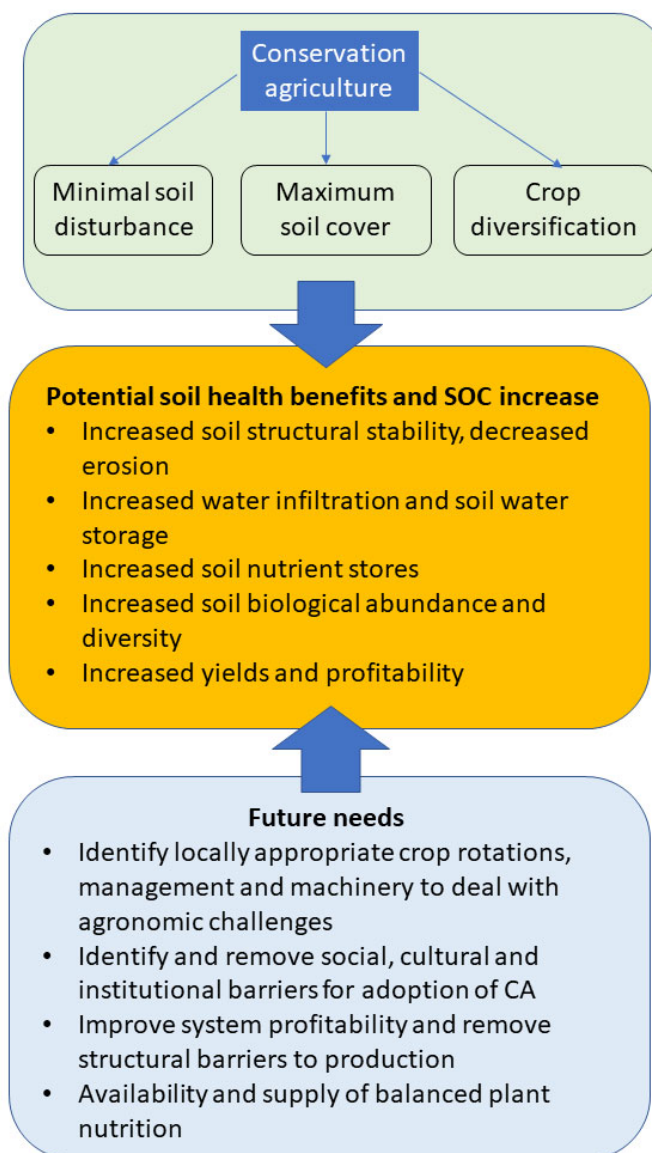 Conservation
agriculture
Minimal soil
disturbance
Maximum
soil cover
Crop
diversification
Potential soil health benefits and SOC increase
• Increased soil structural stability, decreased
erosion
• Increased water infiltration and soil water
storage
• Increased soil nutrient stores
• Increased soil biological abundance and
diversity
• Increased yields and profitability
Future needs
• Identify locally appropriate crop rotations,
management and machinery to deal with
agronomic challenges
• Identify and remove social, cultural and
institutional barriers for adoption of CA
• Improve system profitability and remove
structural barriers to production
• Availability and supply of balanced plant
nutrition